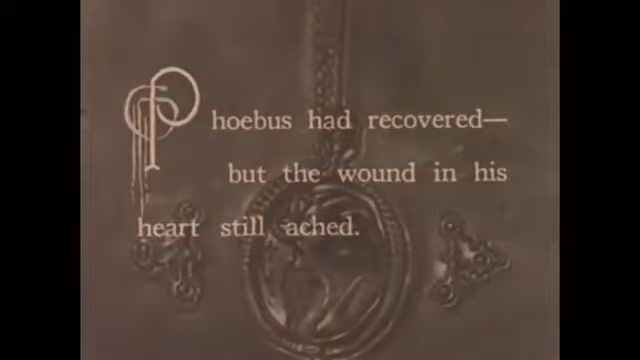 Phoebus had recovered—
but the wound in his
heart still ached.